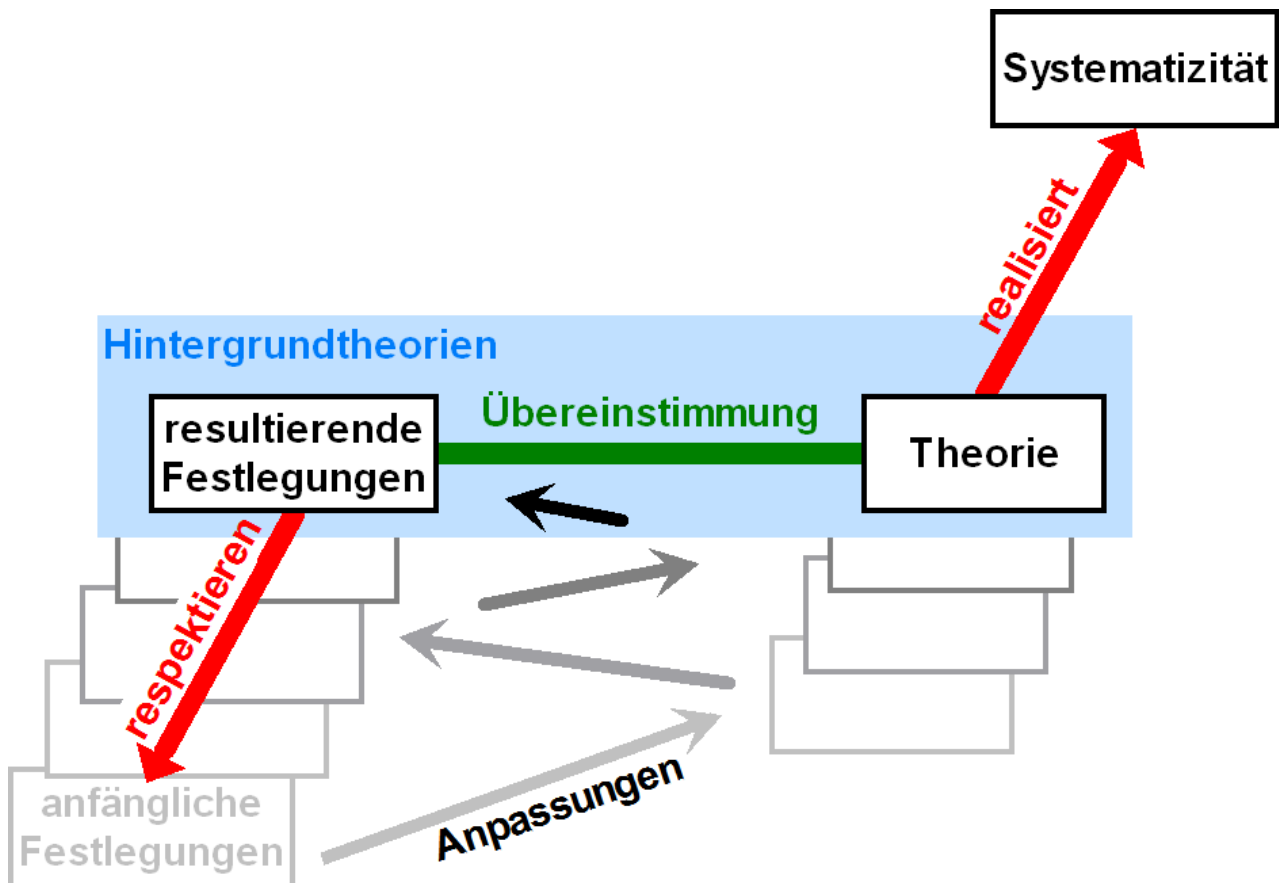 Systematizität
realisiert
Hintergrundtheorien
Übereinstimmung
resultierende
Festlegungen
Theorie
respektieren
anfängliche
Festlegungen
Anpassungen